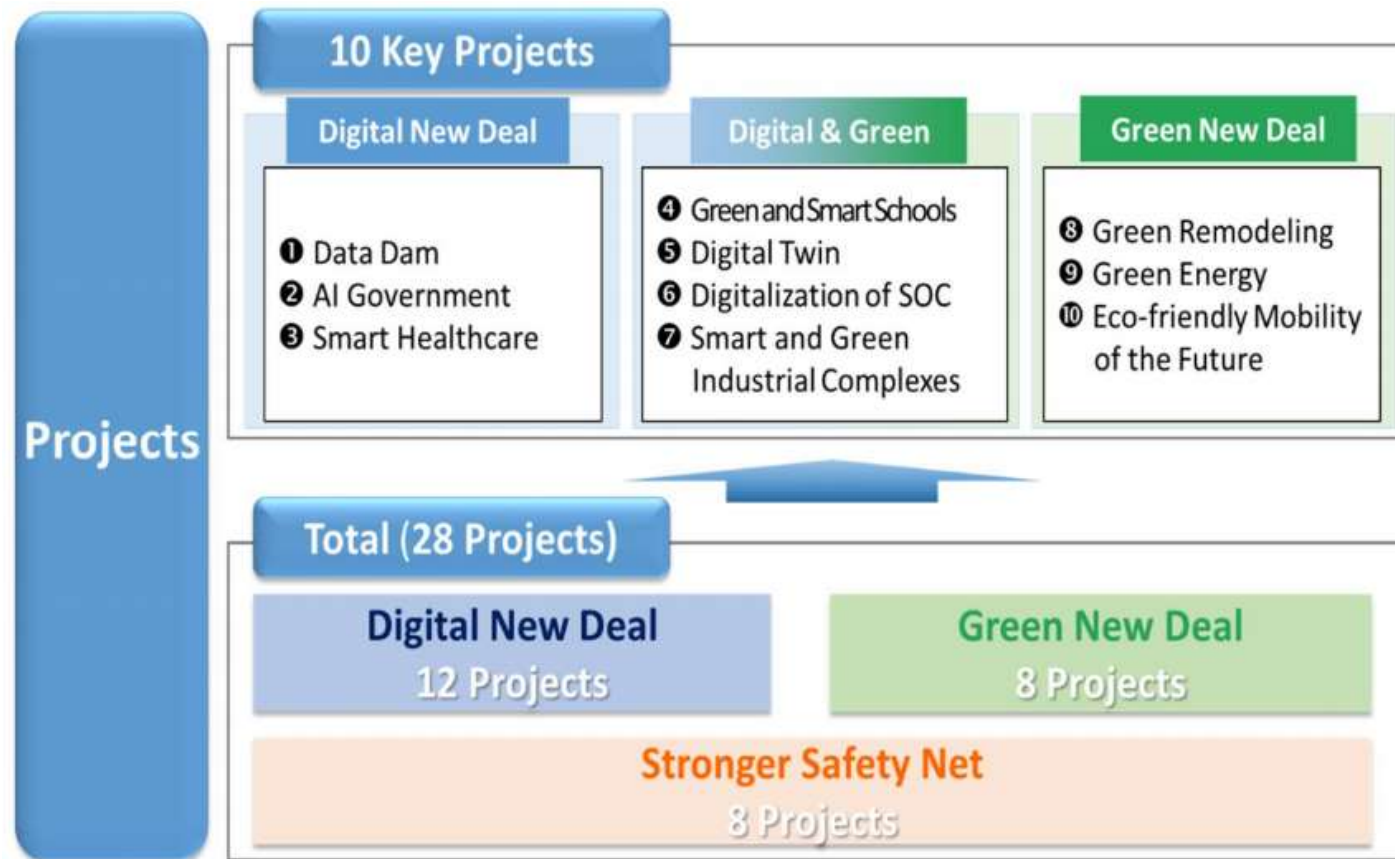 Projects
10 Key Projects
Digital New Deal
❶ Data Dam
❷ AI Government
❸ Smart Healthcare
Digital & Green
❹ Green and Smart Schools
❺ Digital Twin
❻ Digitalization of SOC
❼ Smart and Green
Industrial Complexes
Green New Deal
❽ Green Remodeling
❾ Green Energy
❿ Eco-friendly Mobility
of the Future
Total (28 Projects)
Digital New Deal
12 Projects
Green New Deal
8 Projects
Stronger Safety Net
8 Projects